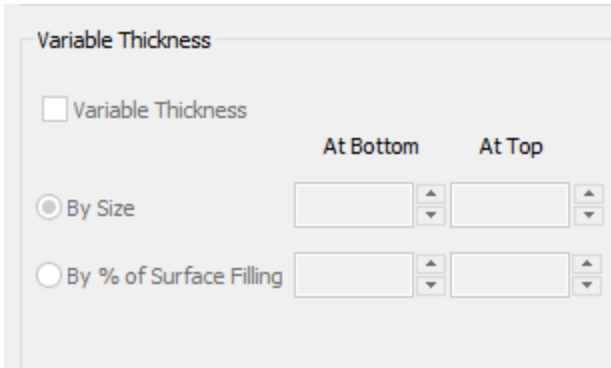 Variable Thickness
Variable Thickness
At Bottom At Top
By Size
By % of Surface Filling